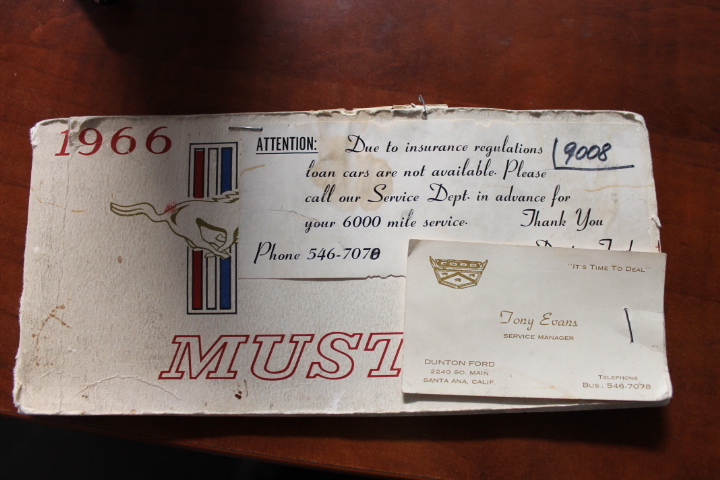 1966
ATTENTION: Due to insurance regulations
loan cars are not available. Please
call our Service Dept. in advance for
your 6000 mile service. Thank You
Phone 546-7078
9008
MUST
FORD
"IT'S TIME TO DEAL"
Tony Evans
SERVICE MANAGER
DUNTON FORD
2240 SO. MAIN
SANTA ANA, CALIF.
TELEPHONE
BUS.: 546-7078